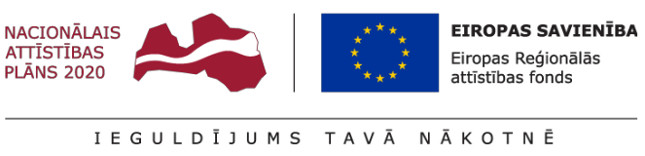 NACIONĀLAIS
ATTĪSTĪBAS
PLĀNS 2020
EIROPAS SAVIENĪBA
Eiropas Reģionālās
attīstības fonds
IEGULDĪJUMS TAVĀ NĀKOTNĒ